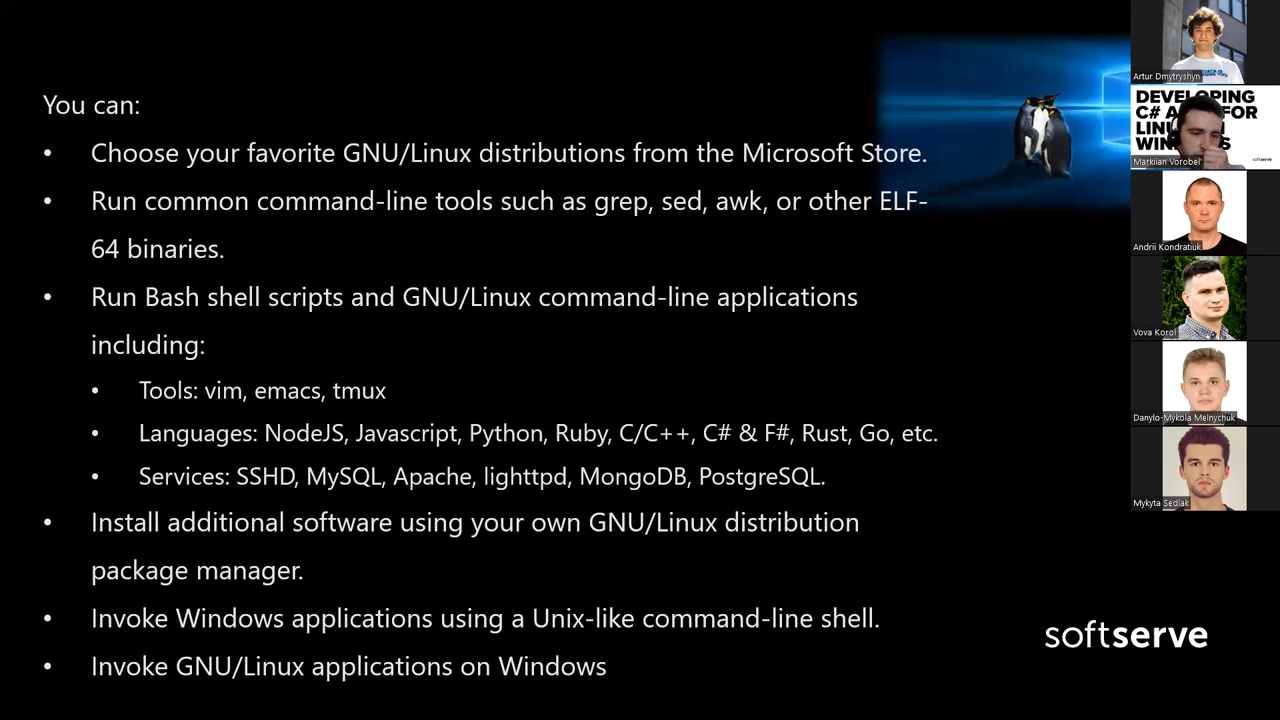 You can:
• Choose your favorite GNU/Linux distributions from the Microsoft Store.
• Run common command-line tools such as grep, sed, awk, or other ELF-
64 binaries.
• Run Bash shell scripts and GNU/Linux command-line applications
including:
• Tools: vim, emacs, tmux
• Languages: NodeJS, Javascript, Python, Ruby, C/C++, C# & F#, Rust, Go, etc.
• Services: SSHD, MySQL, Apache, lighttpd, MongoDB, PostgreSQL.
• Install additional software using your own GNU/Linux distribution
package manager.
• Invoke Windows applications using a Unix-like command-line shell.
• Invoke GNU/Linux applications on Windows
softserve
Artur Dmytryshyn
DEVELOPING
C# A FOR
LINU N
WIN S
softserve
Markiian Vorobel'
Andrii Kondratiuk
Vova Korol
Danylo-Mykola Melnychuk
Mykyta Sedlak